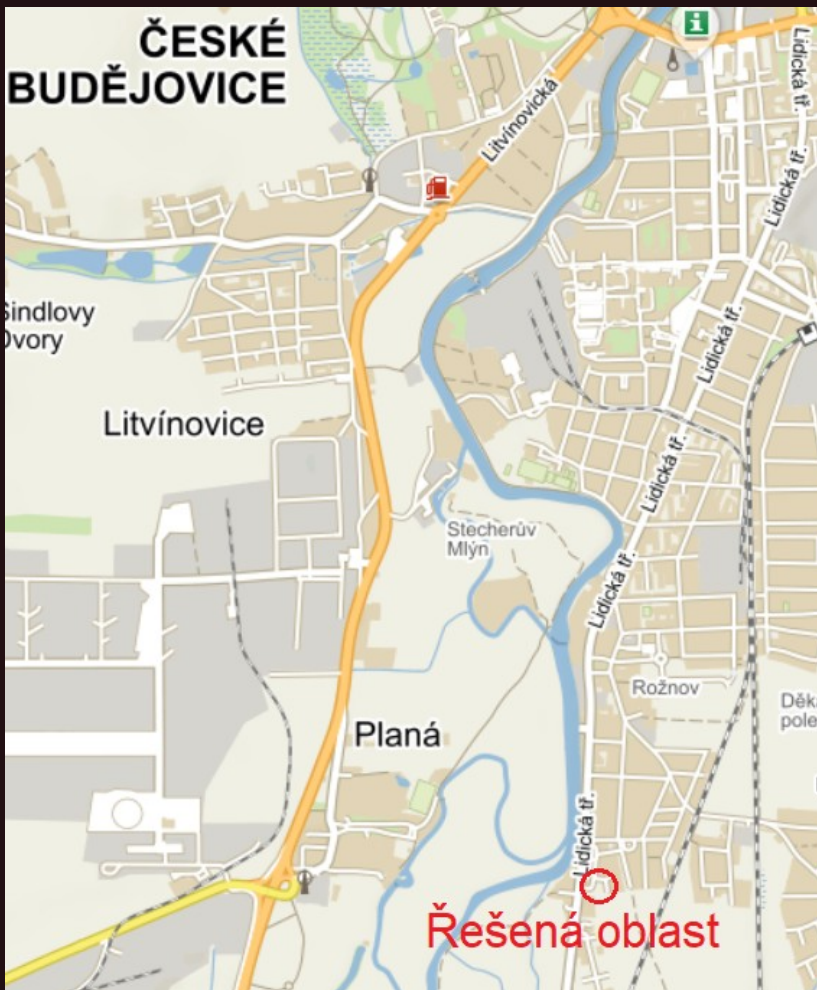 ČESKÉ
BUDĚJOVICE
i
Lidická tř.
Litvínovická
Lidická tř.
Lidická tř.
Dvory
Litvínovice
Lidická tř.
Stecherův
Mlýn
Lidická tř.
Rožnov
Planá
Lidická tř.
Řešená oblast